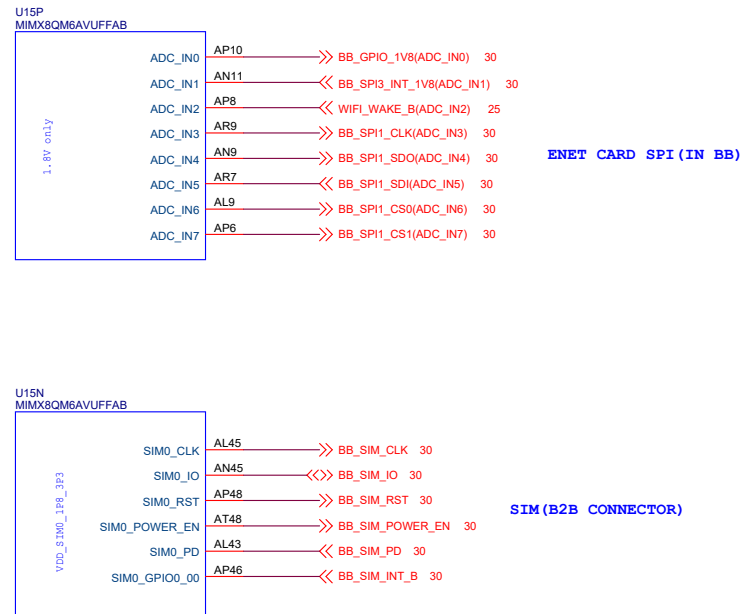 U15P
MIMX8QM6AVUFFAB
1.8V only
ADC_IN0 AP10 BB_GPIO_1V8(ADC_IN0) 30
ADC_IN1 AN11 BB_SPI3_INT_1V8(ADC_IN1) 30
ADC_IN2 AP8 WIFI_WAKE_B(ADC_IN2) 25
ADC_IN3 AR9 BB_SPI1_CLK(ADC_IN3) 30
ADC_IN4 AN9 BB_SPI1_SDO(ADC_IN4) 30 ENET CARD SPI(IN BB)
ADC_IN5 AR7 BB_SPI1_SDI(ADC_IN5) 30
ADC_IN6 AL9 BB_SPI1_CS0(ADC_IN6) 30
ADC_IN7 AP6 BB_SPI1_CS1(ADC_IN7) 30
U15N
MIMX8QM6AVUFFAB
VDD_SIM0_1P8_3P3
SIM0_CLK AL45 BB_SIM_CLK 30
SIM0_IO AN45 BB_SIM_IO 30
SIM0_RST AP48 BB_SIM_RST 30 SIM(B2B CONNECTOR)
SIM0_POWER_EN AT48 BB_SIM_POWER_EN 30
SIM0_PD AL43 BB_SIM_PD 30
SIM0_GPIO0_00 AP46 BB_SIM_INT_B 30